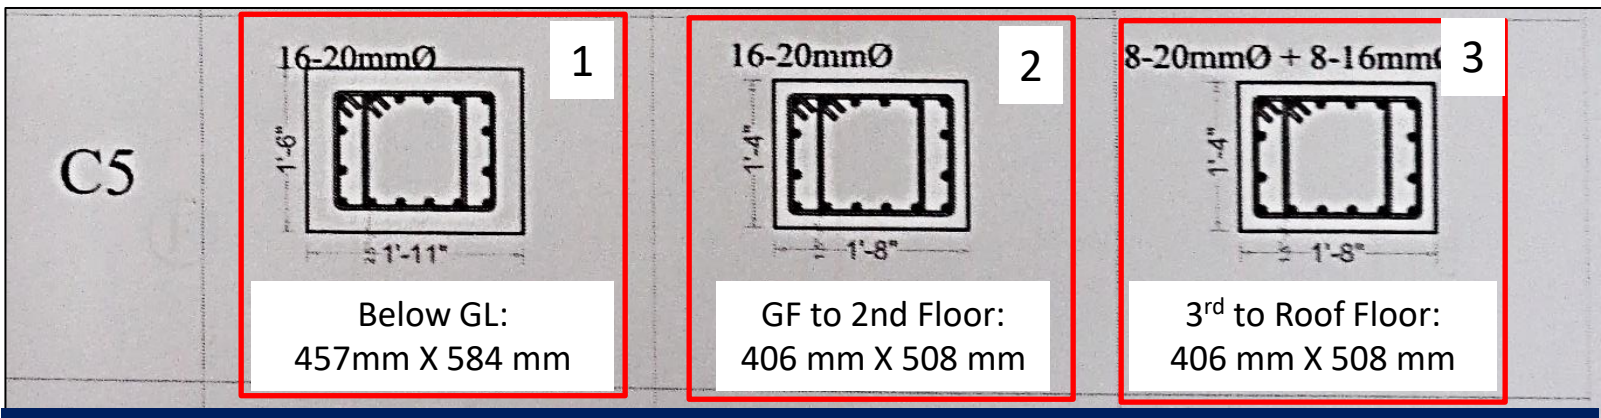 C5
16-20mmØ
1
1'-6"
1'-11"
Below GL:
457mm X 584 mm
16-20mmØ
2
1'-4"
1'-8"
GF to 2nd Floor:
406 mm X 508 mm
8-20mmØ + 8-16mm
3
1'-4"
1'-8"
3rd to Roof Floor:
406 mm X 508 mm